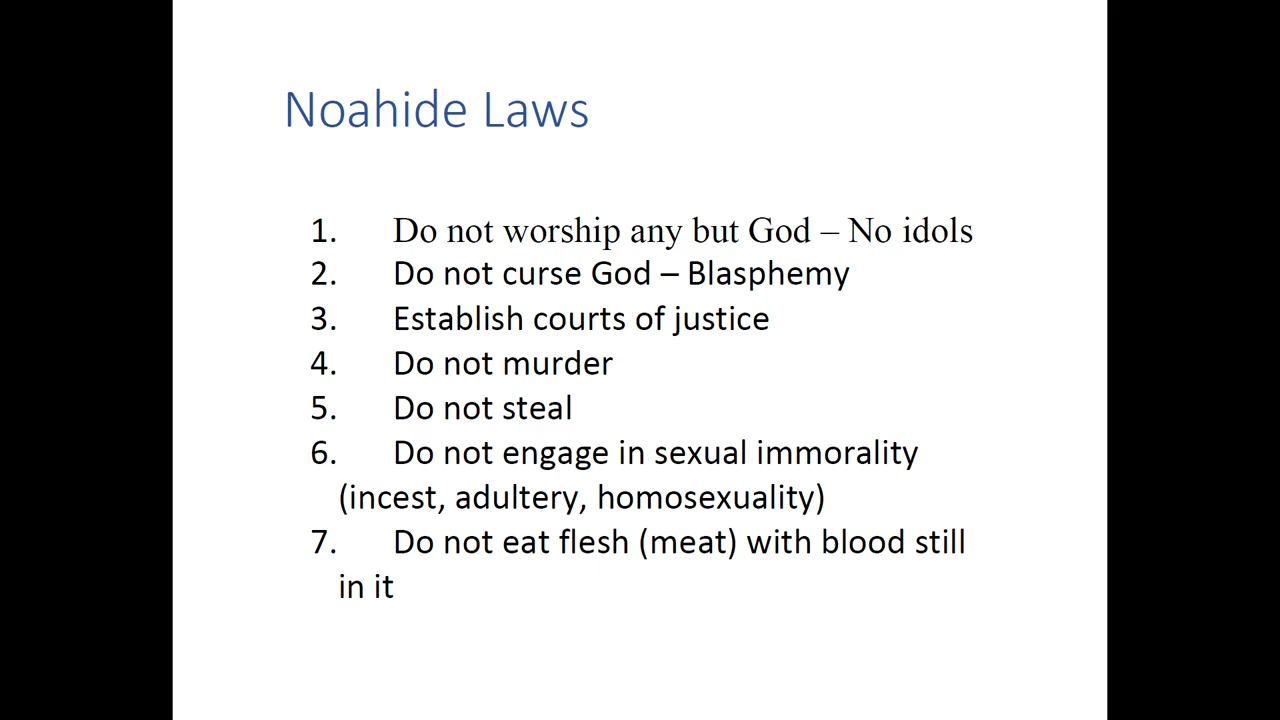 Noahide Laws
1. Do not worship any but God – No idols
2. Do not curse God – Blasphemy
3. Establish courts of justice
4. Do not murder
5. Do not steal
6. Do not engage in sexual immorality
(incest, adultery, homosexuality)
7. Do not eat flesh (meat) with blood still
in it